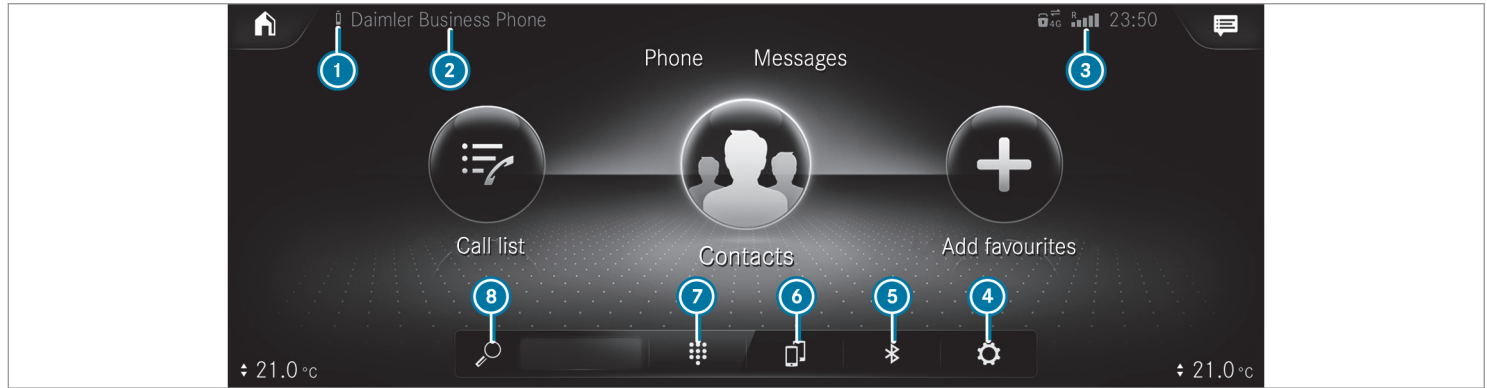 Daimler Business Phone
4G R 23:50
1 2 3
Phone Messages
Call list Contacts Add favourites
8 7 6 5 4
21.0 °C 21.0 °C